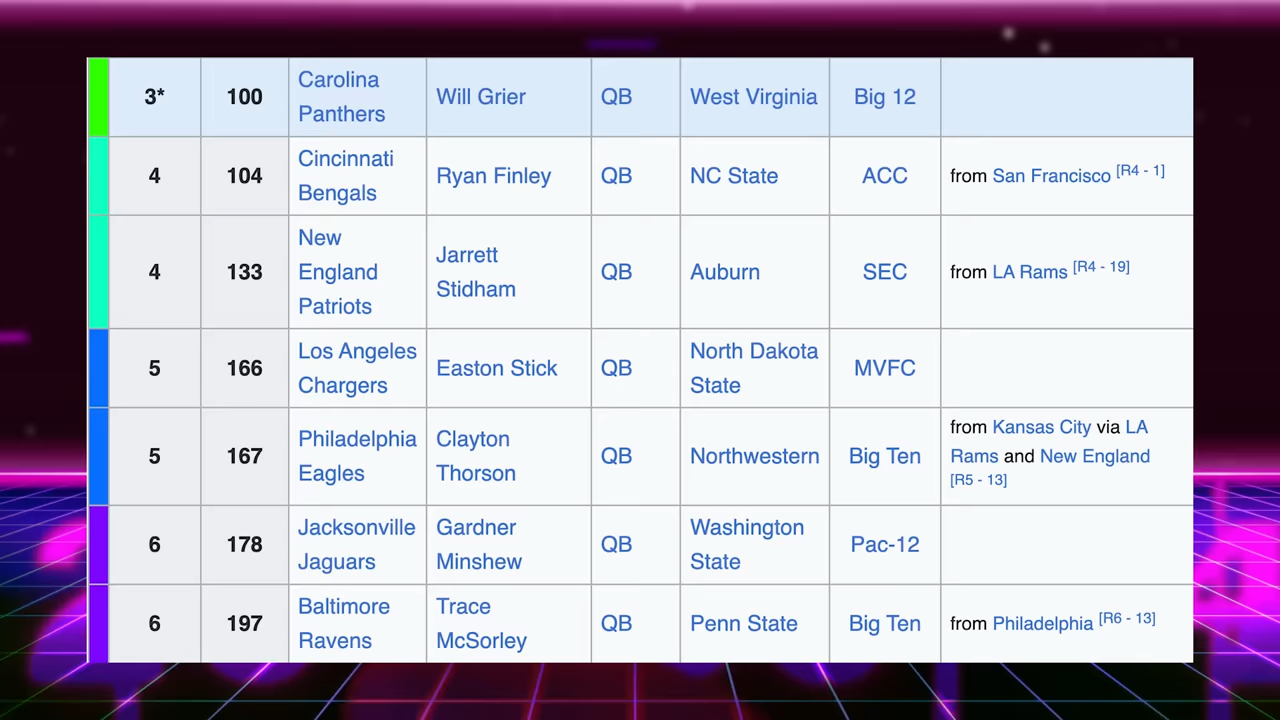 3* 100 Carolina Panthers Will Grier QB West Virginia Big 12
4 104 Cincinnati Bengals Ryan Finley QB NC State ACC from San Francisco [R4 - 1]
4 133 New England Patriots Jarrett Stidham QB Auburn SEC from LA Rams [R4 - 19]
5 166 Los Angeles Chargers Easton Stick QB North Dakota State MVFC
5 167 Philadelphia Eagles Clayton Thorson QB Northwestern Big Ten from Kansas City via LA Rams and New England [R5 - 13]
6 178 Jacksonville Jaguars Gardner Minshew QB Washington State Pac-12
6 197 Baltimore Ravens Trace McSorley QB Penn State Big Ten from Philadelphia [R6 - 13]